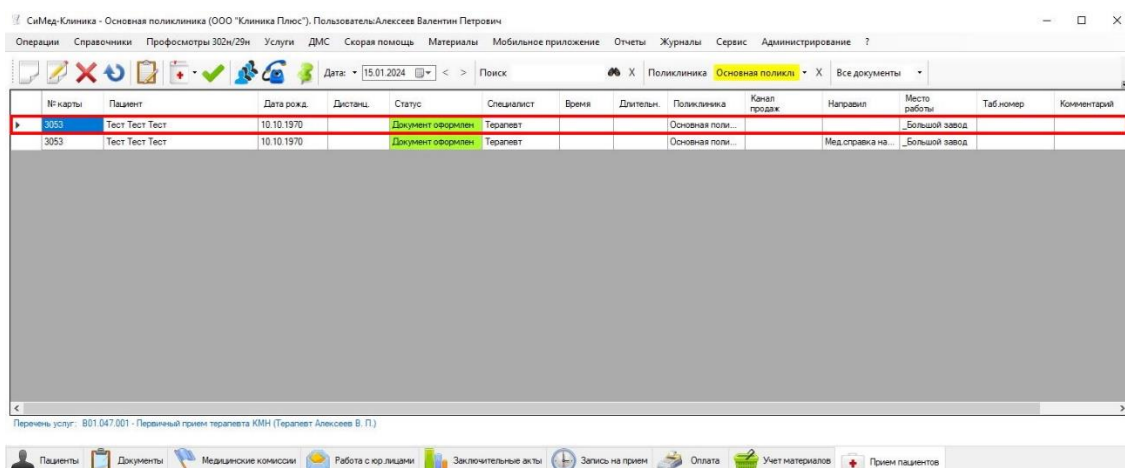 СиМед-Клиника - Основная поликлиника (ООО "Клиника Плюс"). Пользователь:Алексеев Валентин Петрович
Операции Справочники Профосмотры 302н/29н Услуги ДМС Скорая помощь Материалы Мобильное приложение Отчеты Журналы Сервис Администрирование ?
Дата: 15.01.2024 < > Поиск X Поликлиника Основная поликл X Все документы
№ карты Пациент Дата рожд. Дистанц. Статус Специалист Время Длительн. Поликлиника Канал продаж Направил Место работы Таб.номер Комментарий
3053 Тест Тест Тест 10.10.1970 Документ оформлен Терапевт Основная поли... _Большой завод
3053 Тест Тест Тест 10.10.1970 Документ оформлен Терапевт Основная поли... Мед.справка на... _Большой завод
Перечень услуг: B01.047.001 - Первичный прием терапевта КМН (Терапевт Алексеев В. П.)
Пациенты Документы Медицинские комиссии Работа с юр.лицами Заключительные акты Запись на прием Оплата Учет материалов Прием пациентов